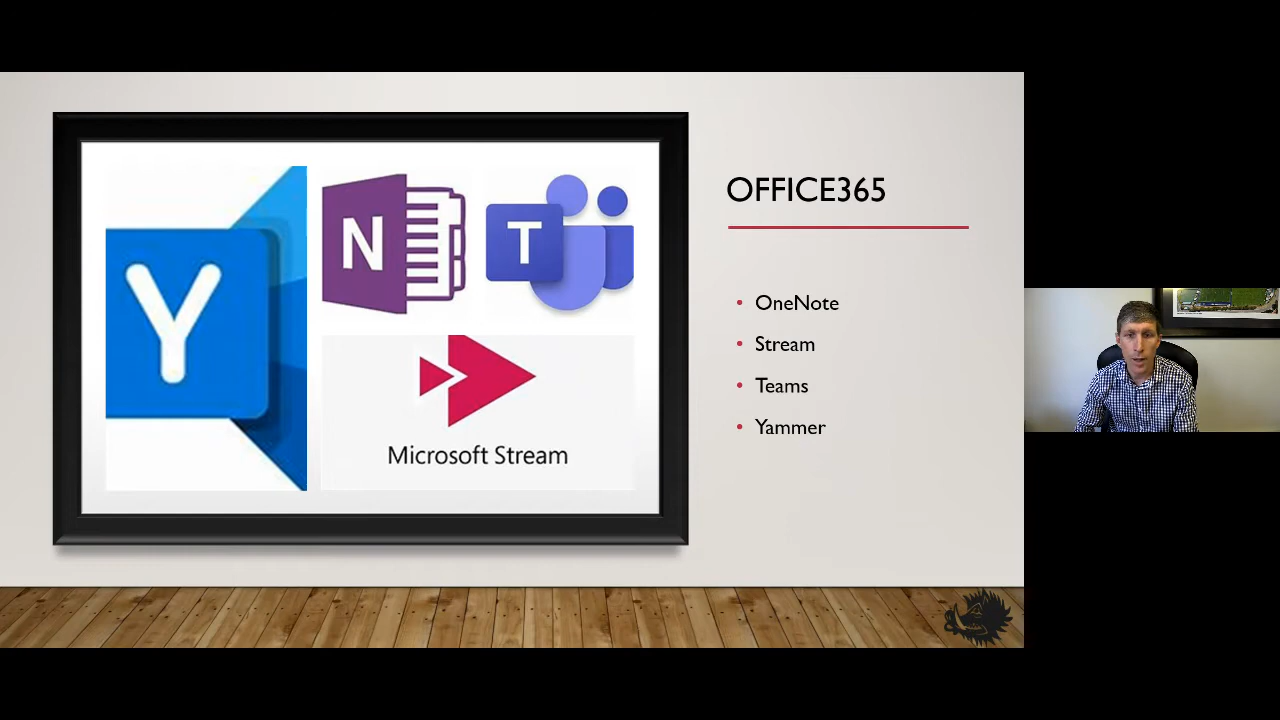 Y
N
T
Microsoft Stream
OFFICE365
• OneNote
• Stream
• Teams
• Yammer